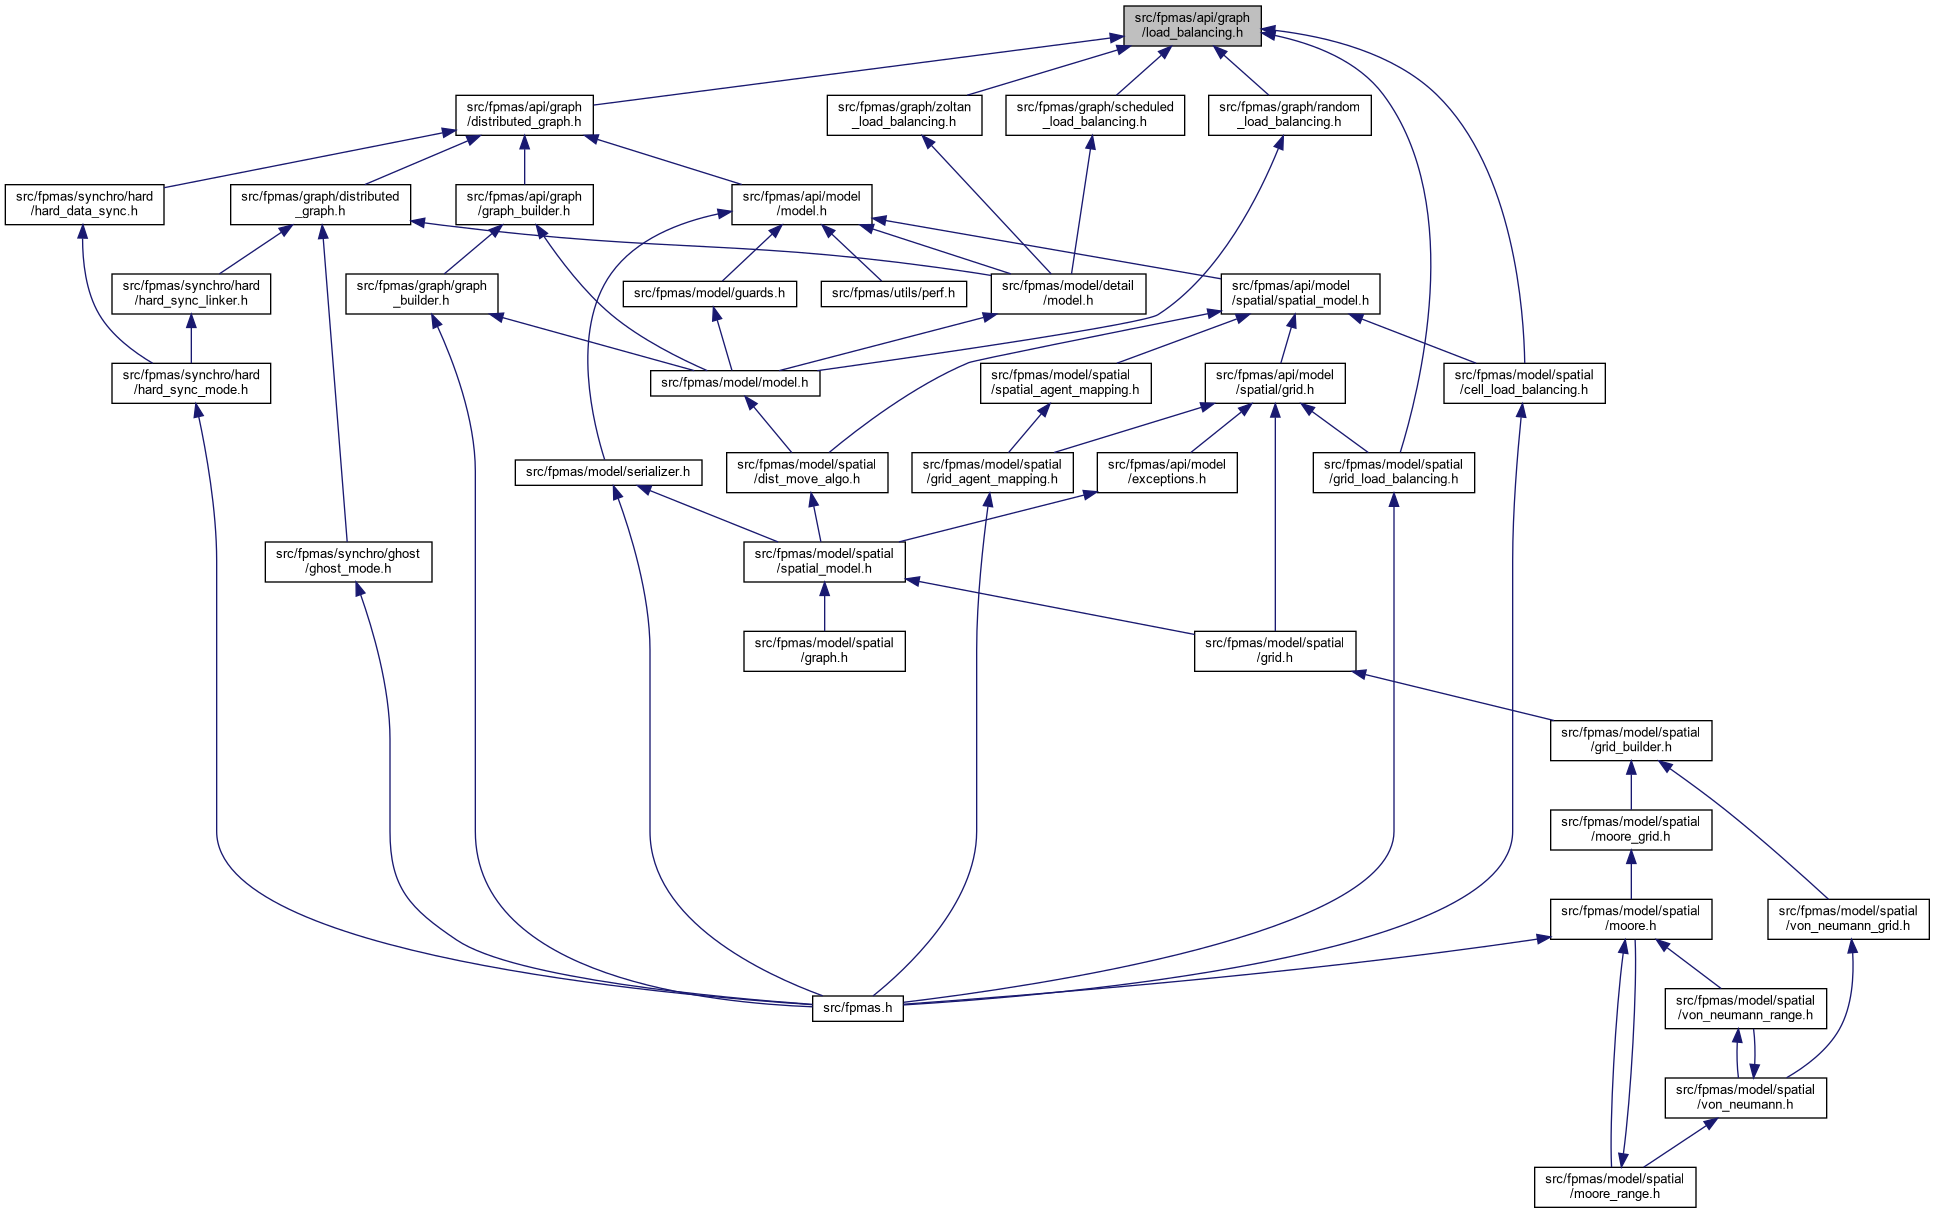 src/fpmas/api/graph
/load_balancing.h
src/fpmas/api/graph
/distributed_graph.h
src/fpmas/graph/zoltan
_load_balancing.h
src/fpmas/graph/scheduled
_load_balancing.h
src/fpmas/graph/random
_load_balancing.h
src/fpmas/synchro/hard
/hard_data_sync.h
src/fpmas/graph/distributed
_graph.h
src/fpmas/api/graph
/graph_builder.h
src/fpmas/api/model
/model.h
src/fpmas/synchro/hard
/hard_sync_linker.h
src/fpmas/graph/graph
_builder.h
src/fpmas/model/guards.h
src/fpmas/utils/perf.h
src/fpmas/model/detail
/model.h
src/fpmas/api/model
/spatial/spatial_model.h
src/fpmas/synchro/hard
/hard_sync_mode.h
src/fpmas/model/model.h
src/fpmas/model/spatial
/spatial_agent_mapping.h
src/fpmas/api/model
/spatial/grid.h
src/fpmas/model/spatial
/cell_load_balancing.h
src/fpmas/model/serializer.h
src/fpmas/model/spatial
/dist_move_algo.h
src/fpmas/model/spatial
/grid_agent_mapping.h
src/fpmas/api/model
/exceptions.h
src/fpmas/model/spatial
/grid_load_balancing.h
src/fpmas/synchro/ghost
/ghost_mode.h
src/fpmas/model/spatial
/spatial_model.h
src/fpmas/model/spatial
/graph.h
src/fpmas/model/spatial
/grid.h
src/fpmas/model/spatial
/grid_builder.h
src/fpmas/model/spatial
/moore_grid.h
src/fpmas/model/spatial
/moore.h
src/fpmas/model/spatial
/von_neumann_grid.h
src/fpmas.h
src/fpmas/model/spatial
/von_neumann_range.h
src/fpmas/model/spatial
/von_neumann.h
src/fpmas/model/spatial
/moore_range.h